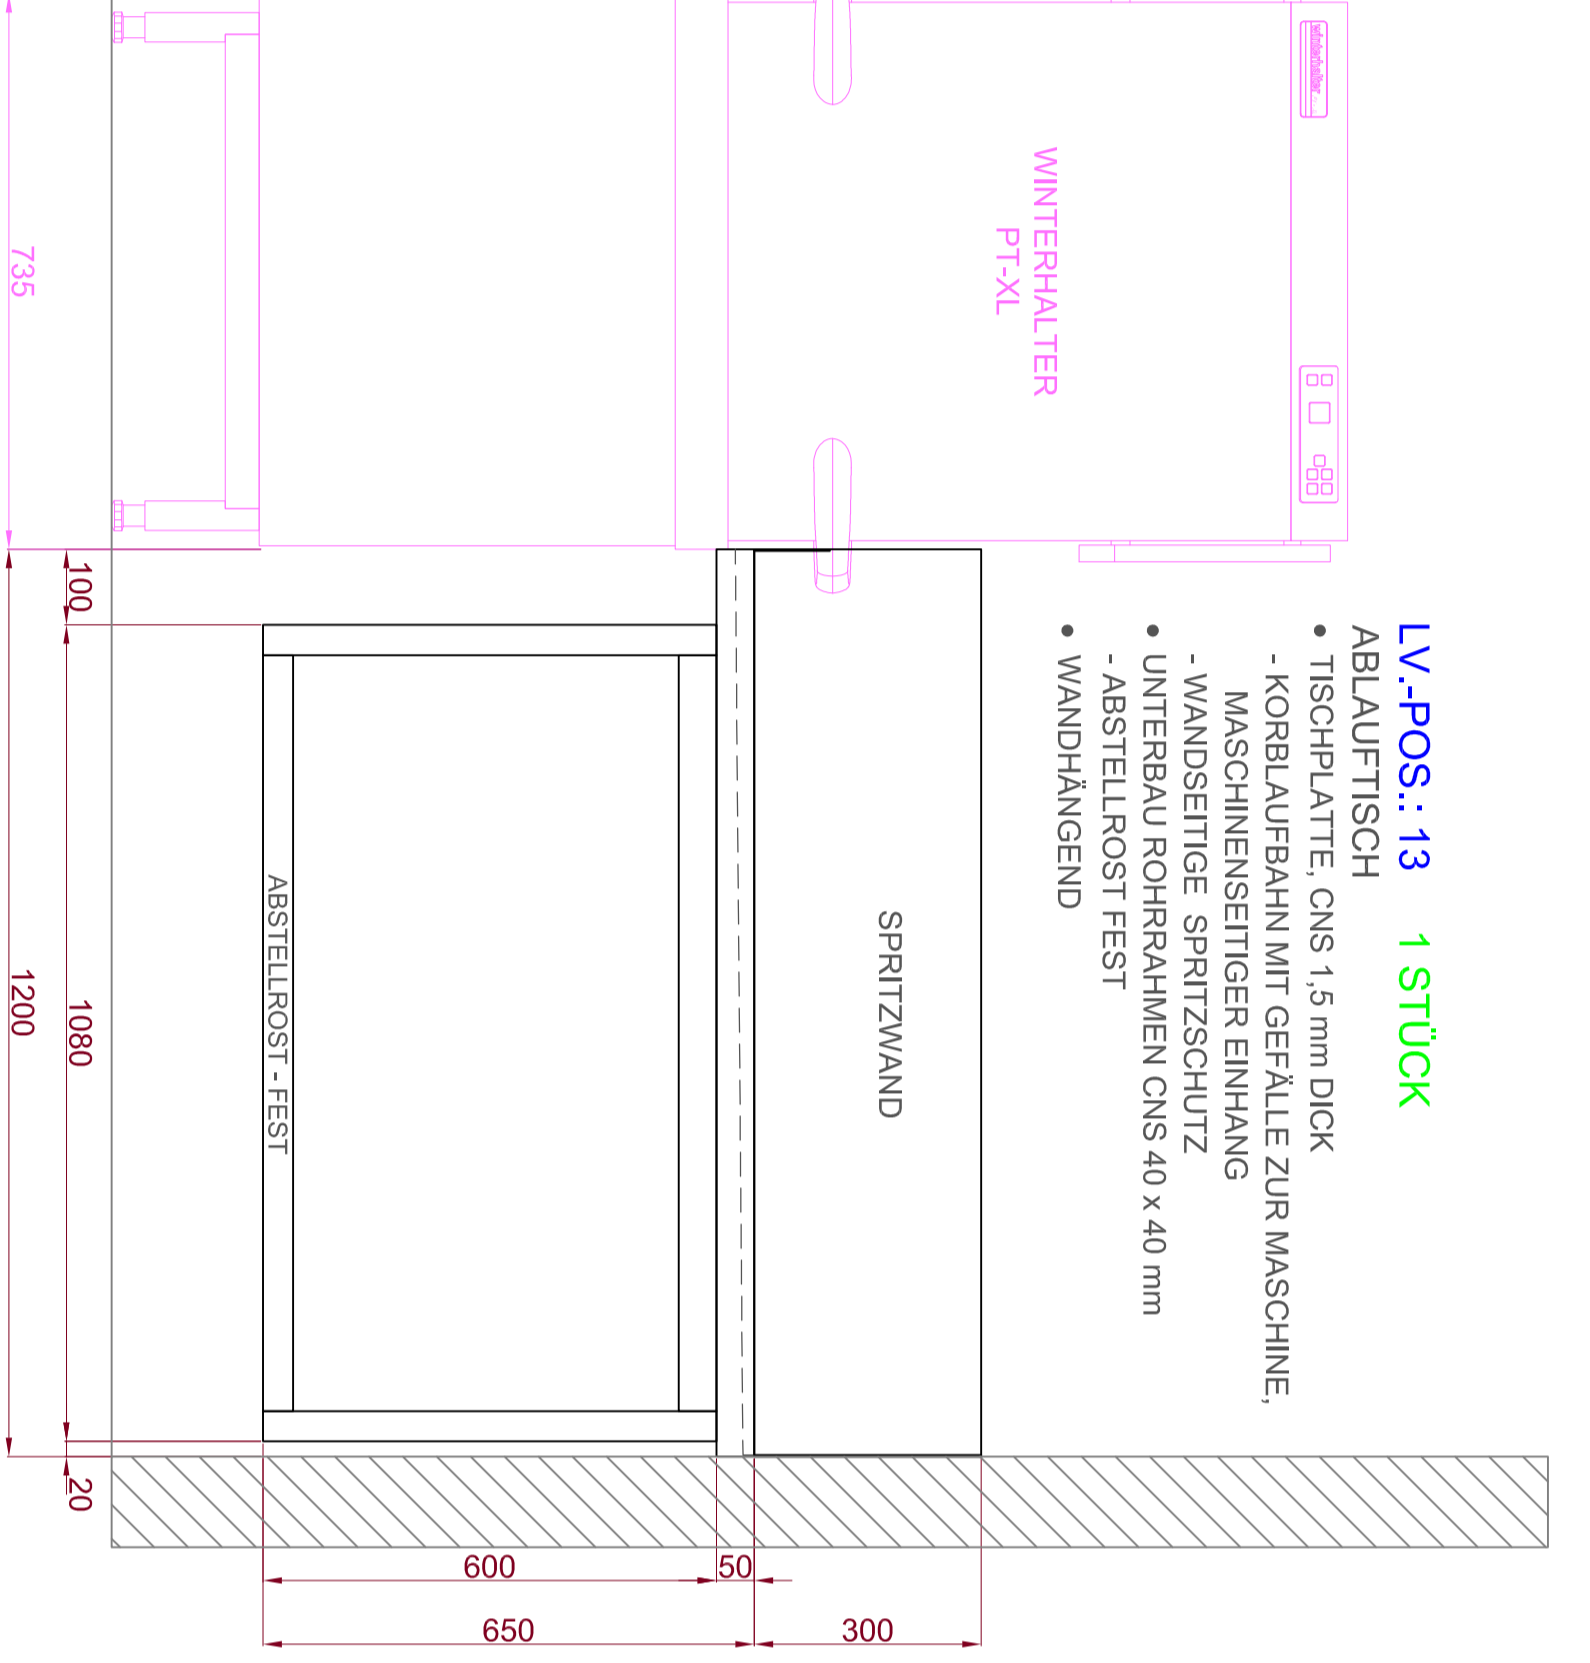 LV.-POS.: 13 1 STÜCK
ABLAUFTISCH
• TISCHPLATTE, CNS 1,5 mm DICK
- KORBLAUFBAHN MIT GEFÄLLE ZUR MASCHINE,
MASCHINENSEITIGER EINHANG
- WANDSEITIGE SPRITZSCHUTZ
• UNTERBAU ROHRRAHMEN CNS 40 x 40 mm
- ABSTELLROST FEST
• WANDHÄNGEND
winterhalter
WINTERHALTER
PT-XL
SPRITZWAND
ABSTELLROST - FEST
735
100
1080
20
1200
600
50
650
300